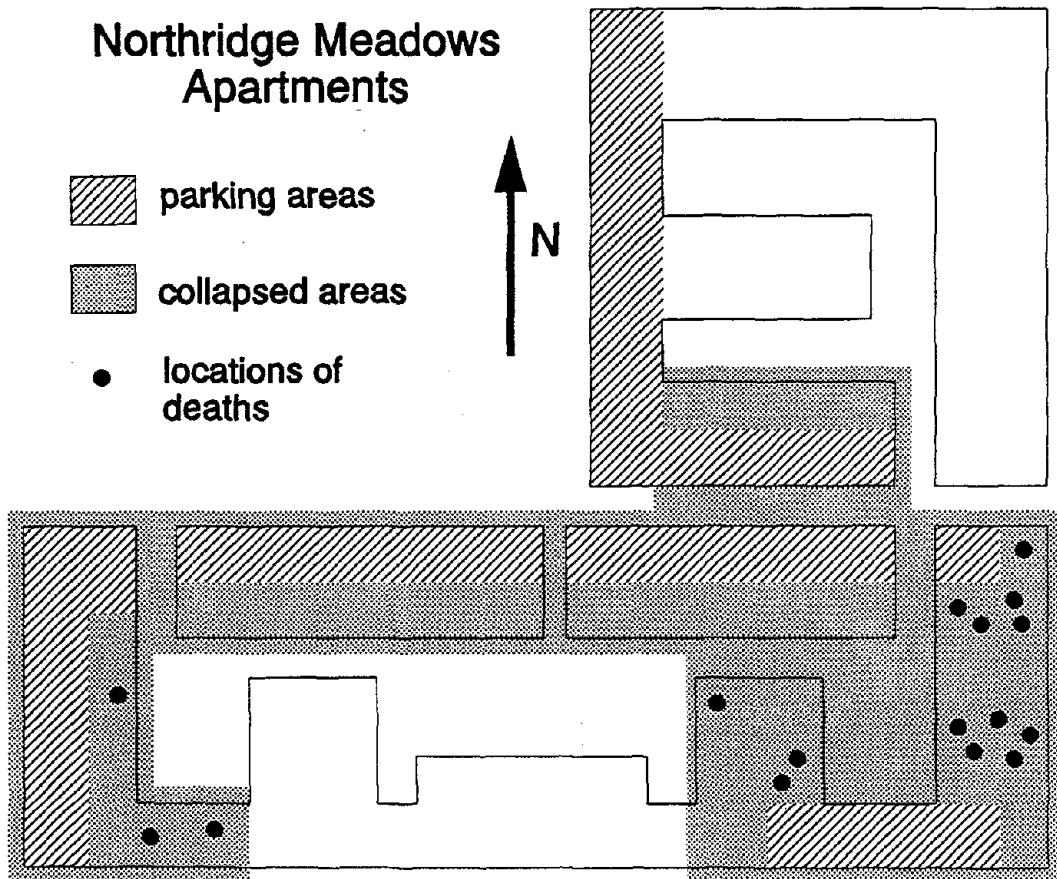 Northridge Meadows
Apartments
parking areas
N
collapsed areas
locations of
deaths